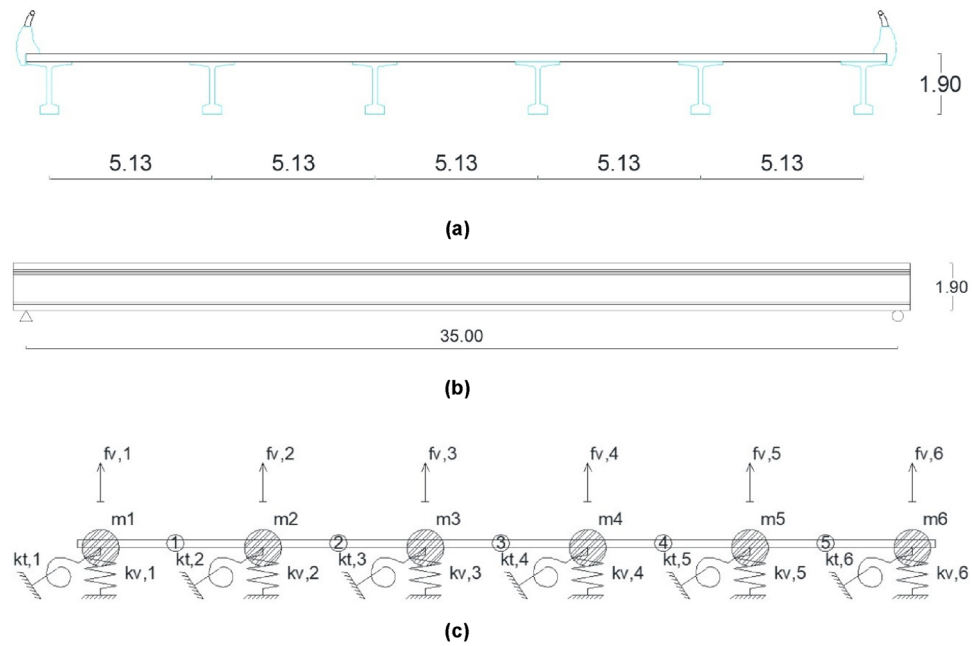 1.90
5.13 5.13 5.13 5.13 5.13
(a)
1.90
35.00
(b)
fv,1 fv,2 fv,3 fv,4 fv,5 fv,6
m1 m2 m3 m4 m5 m6
1 2 3 4 5
kt,1 kt,2 kt,3 kt,4 kt,5 kt,6
kv,1 kv,2 kv,3 kv,4 kv,5 kv,6
(c)